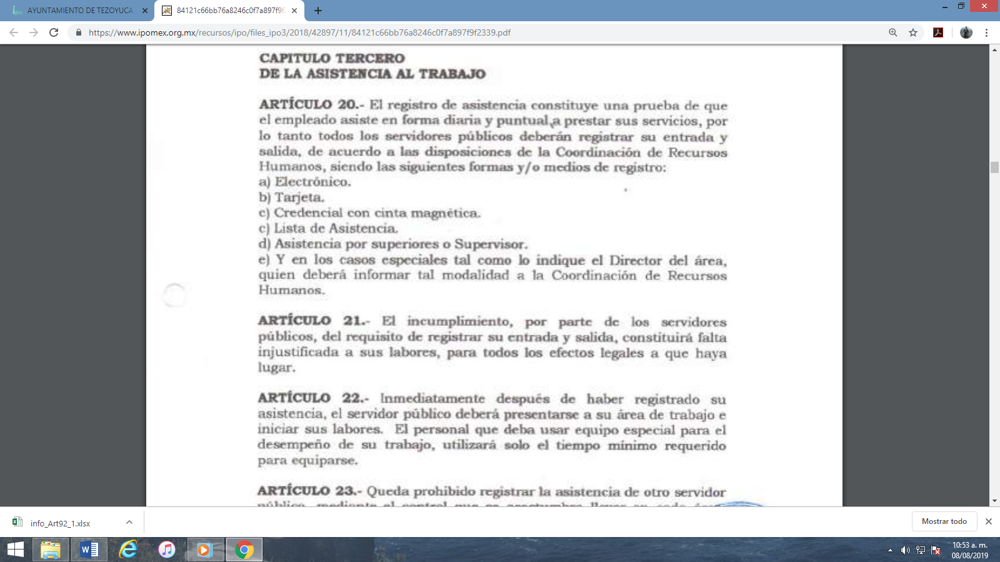 AYUNTAMIENTO DE TEZOYUCA
84121c66bb76a8246c0f7a897f9f2
https://www.ipomex.org.mx/recursos/ipo/files_ipo3/2018/42897/11/84121c66bb76a8246c0f7a897f9f2339.pdf
CAPITULO TERCERO
DE LA ASISTENCIA AL TRABAJO
ARTÍCULO 20.- El registro de asistencia constituye una prueba de que
el empleado asiste en forma diaria y puntual a prestar sus servicios, por
lo tanto todos los servidores públicos deberán registrar su entrada y
salida, de acuerdo a las disposiciones de la Coordinación de Recursos
Humanos, siendo las siguientes formas y/o medios de registro:
a) Electrónico.
b) Tarjeta.
c) Credencial con cinta magnética.
c) Lista de Asistencia.
d) Asistencia por superiores o Supervisor.
e) Y en los casos especiales tal como lo indique el Director del área,
quien deberá informar tal modalidad a la Coordinación de Recursos
Humanos.
ARTÍCULO 21.- El incumplimiento, por parte de los servidores
públicos, del requisito de registrar su entrada y salida, constituirá falta
injustificada a sus labores, para todos los efectos legales a que haya
lugar.
ARTÍCULO 22.- Inmediatamente después de haber registrado su
asistencia, el servidor público deberá presentarse a su área de trabajo e
iniciar sus labores. El personal que deba usar equipo especial para el
desempeño de su trabajo, utilizará solo el tiempo mínimo requerido
para equiparse.
ARTÍCULO 23.- Queda prohibido registrar la asistencia de otro servidor
info_Art92_1.xlsx
Mostrar todo
10:53 a. m.
08/08/2019